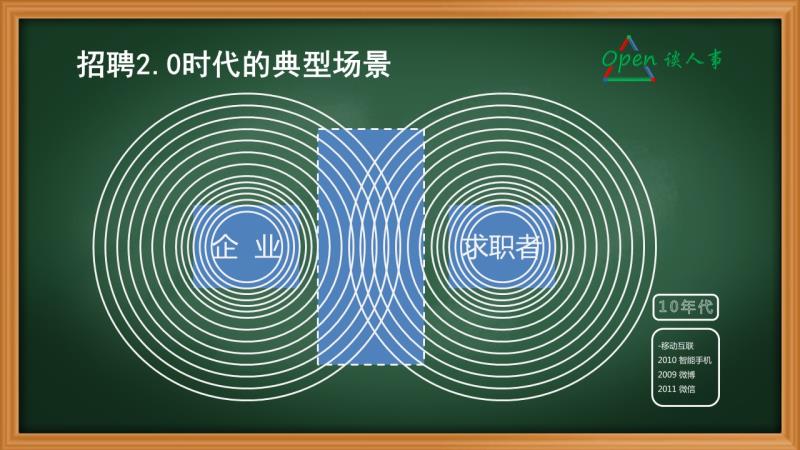 招聘2.0时代的典型场景
Open 谈人事
企 业
求职者
10年代
-移动互联
2010 智能手机
2009 微博
2011 微信